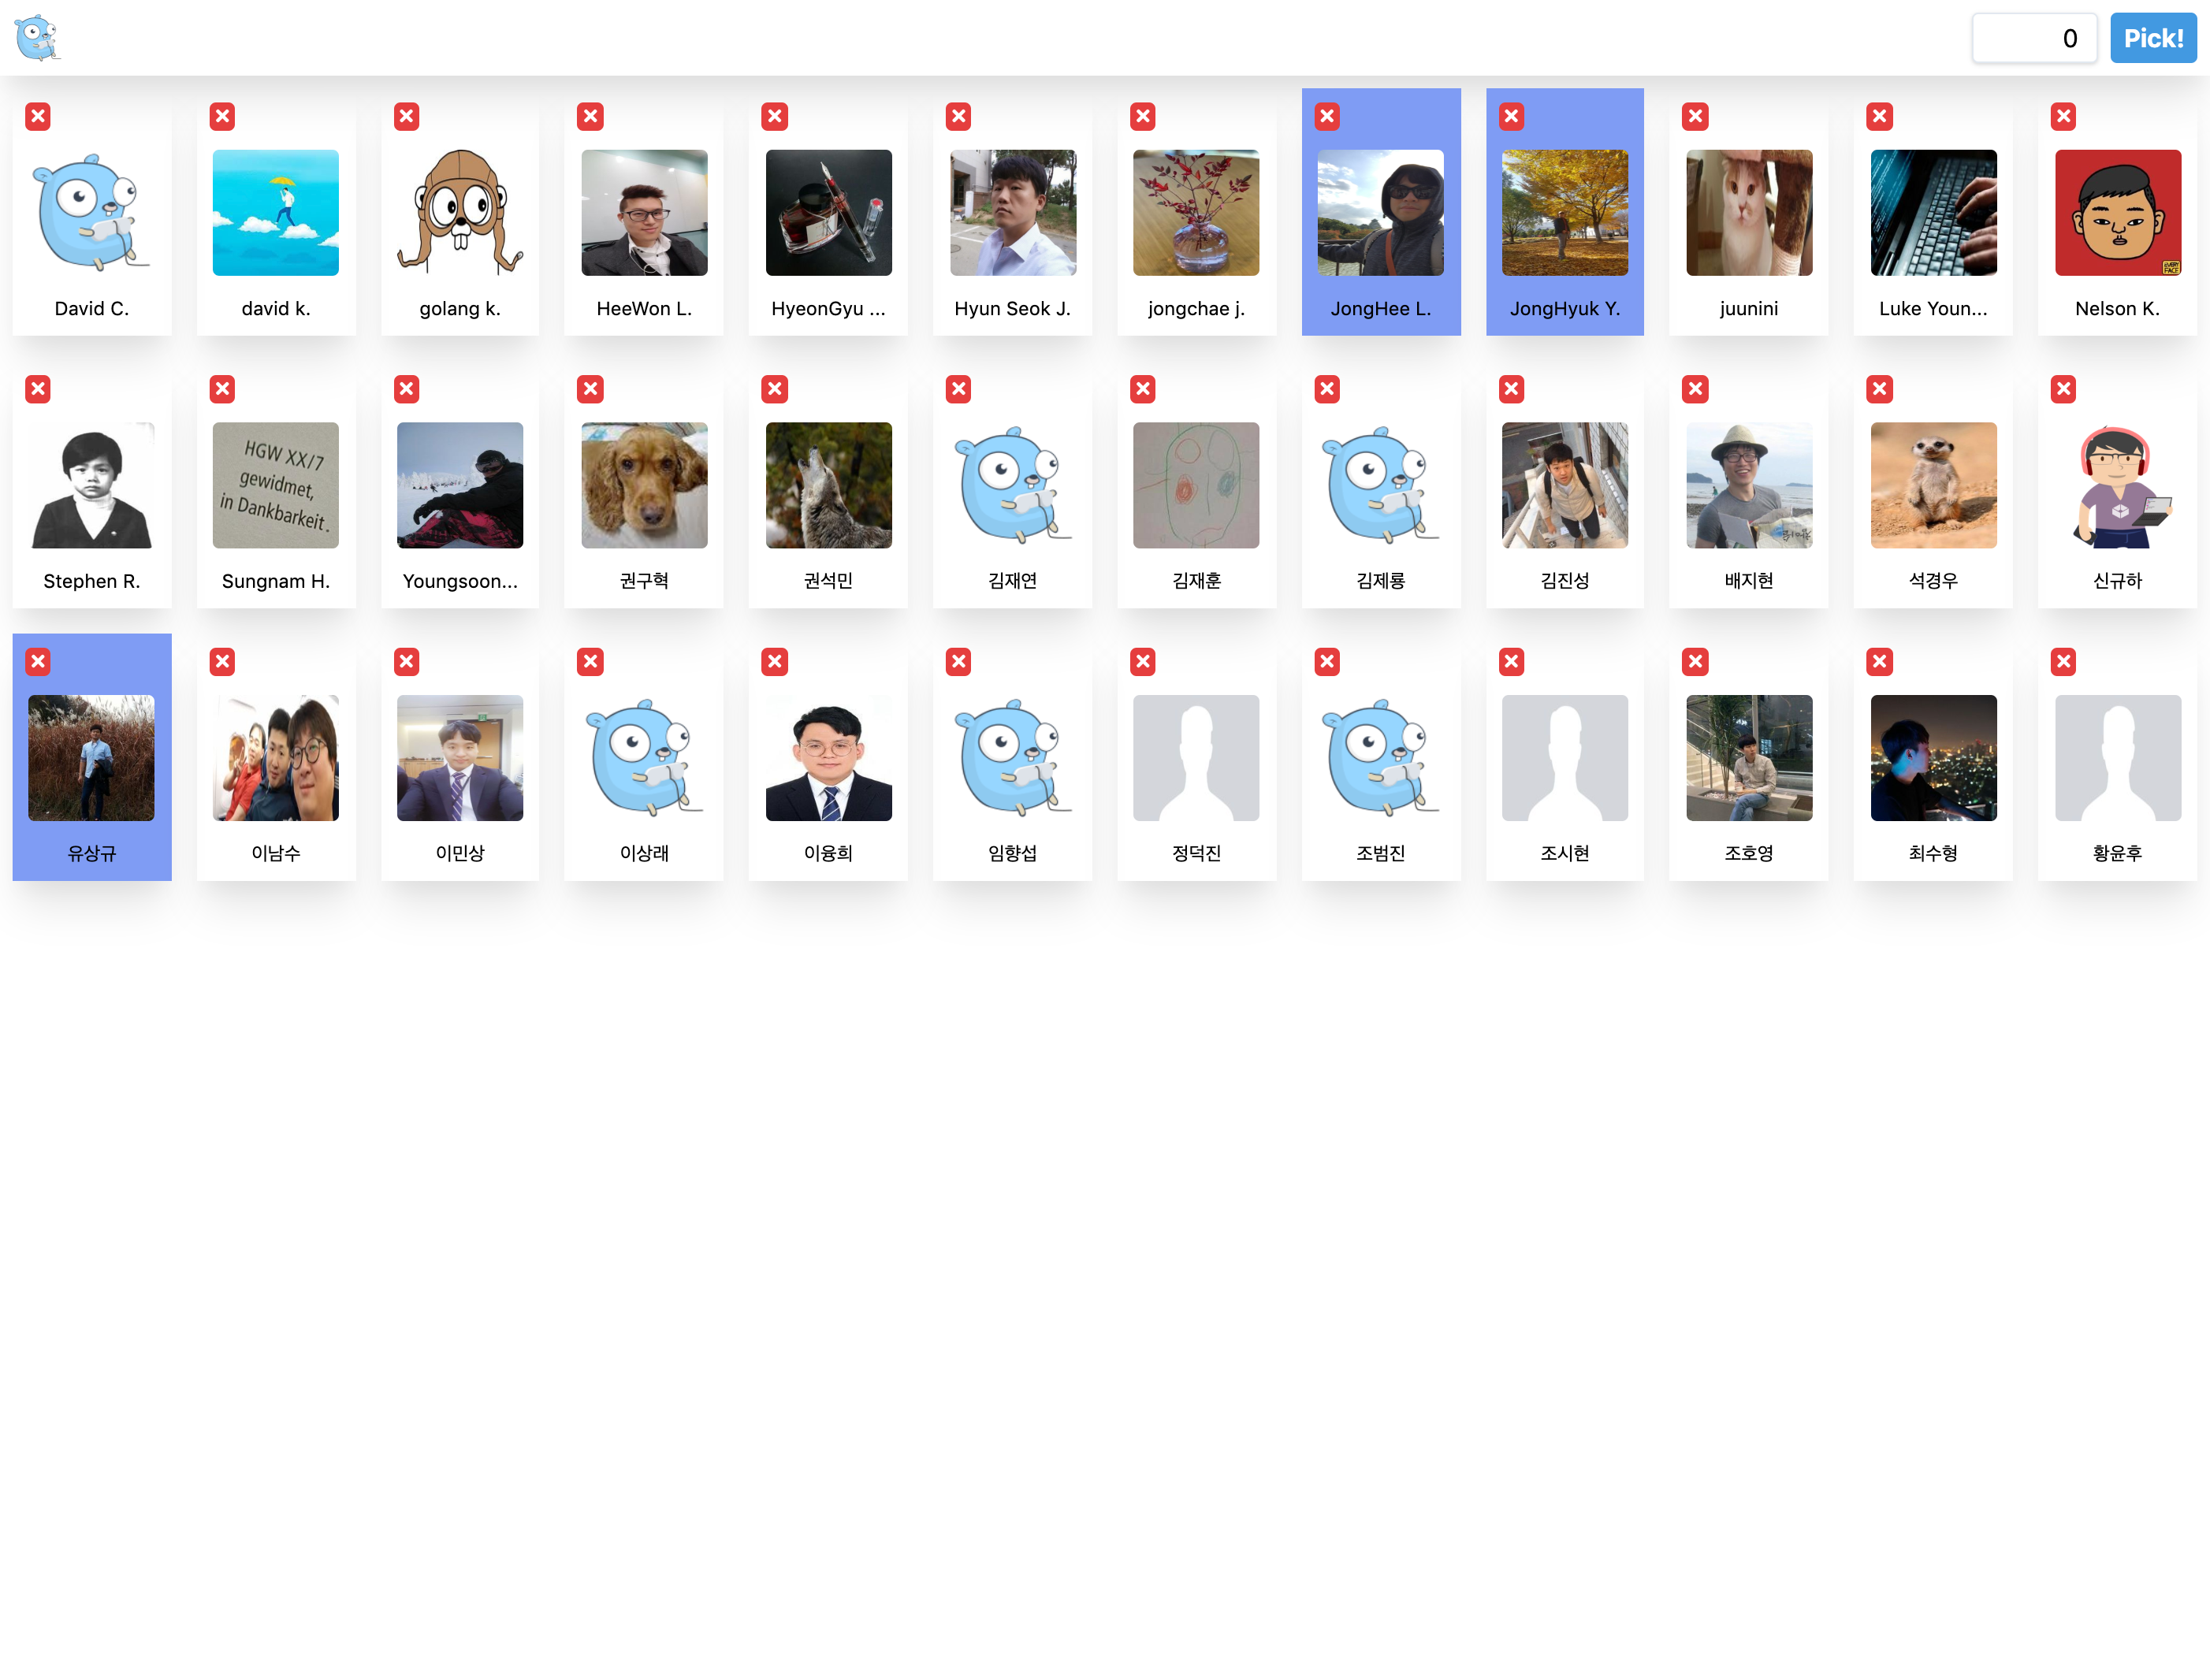 0
Pick!
David C.
david k.
golang k.
HeeWon L.
HyeonGyu ...
Hyun Seok J.
jongchae j.
JongHee L.
JongHyuk Y.
juunini
Luke Youn...
EVERY
FACE
Nelson K.
Stephen R.
HGW XX/7
gewidmet,
in Dankbarkeit.
Sungnam H.
Youngsoon...
권구혁
권석민
김재연
김재훈
김제룡
김진성
배지현
석경우
신규하
유상규
이남수
이민상
이상래
이용희
임향섭
정덕진
조범진
조시현
조호영
최수형
황윤후